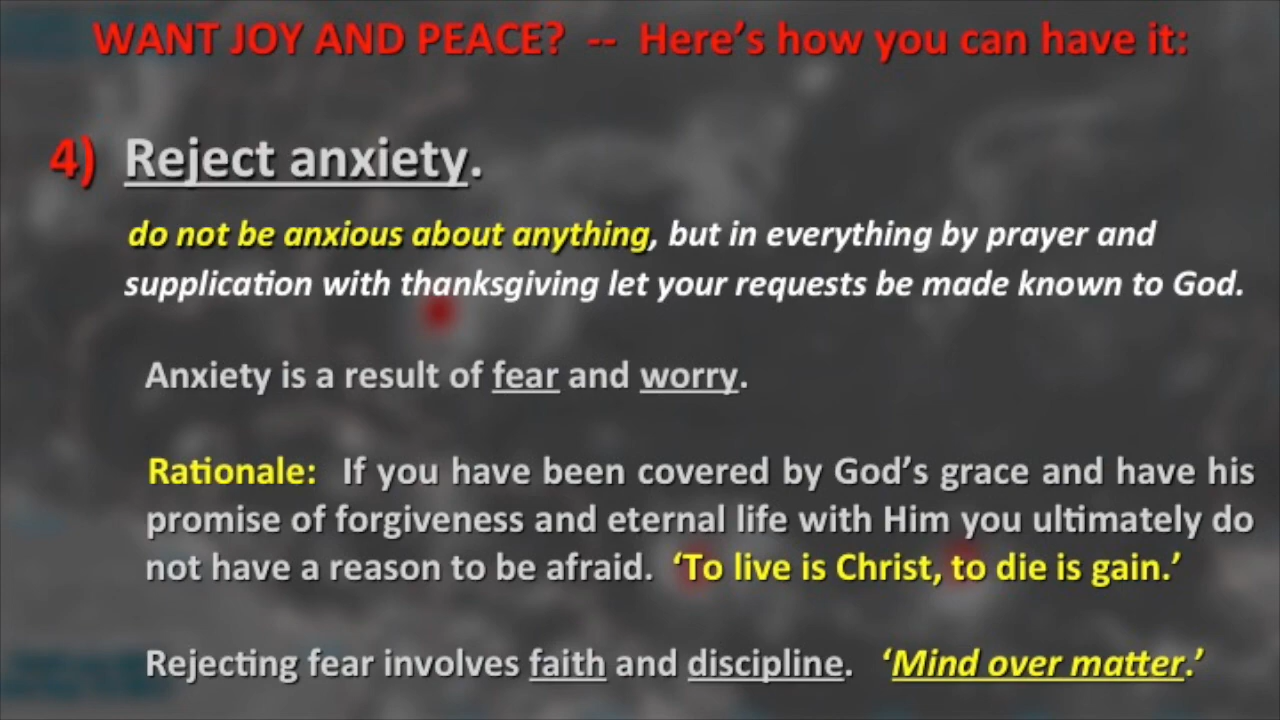 WANT JOY AND PEACE?  --  Here’s how you can have it:
4)  Reject anxiety.
do not be anxious about anything, but in everything by prayer and
supplication with thanksgiving let your requests be made known to God.
Anxiety is a result of fear and worry.
Rationale:  If you have been covered by God’s grace and have his
promise of forgiveness and eternal life with Him you ultimately do
not have a reason to be afraid.  ‘To live is Christ, to die is gain.’
Rejecting fear involves faith and discipline.   ‘Mind over matter.’